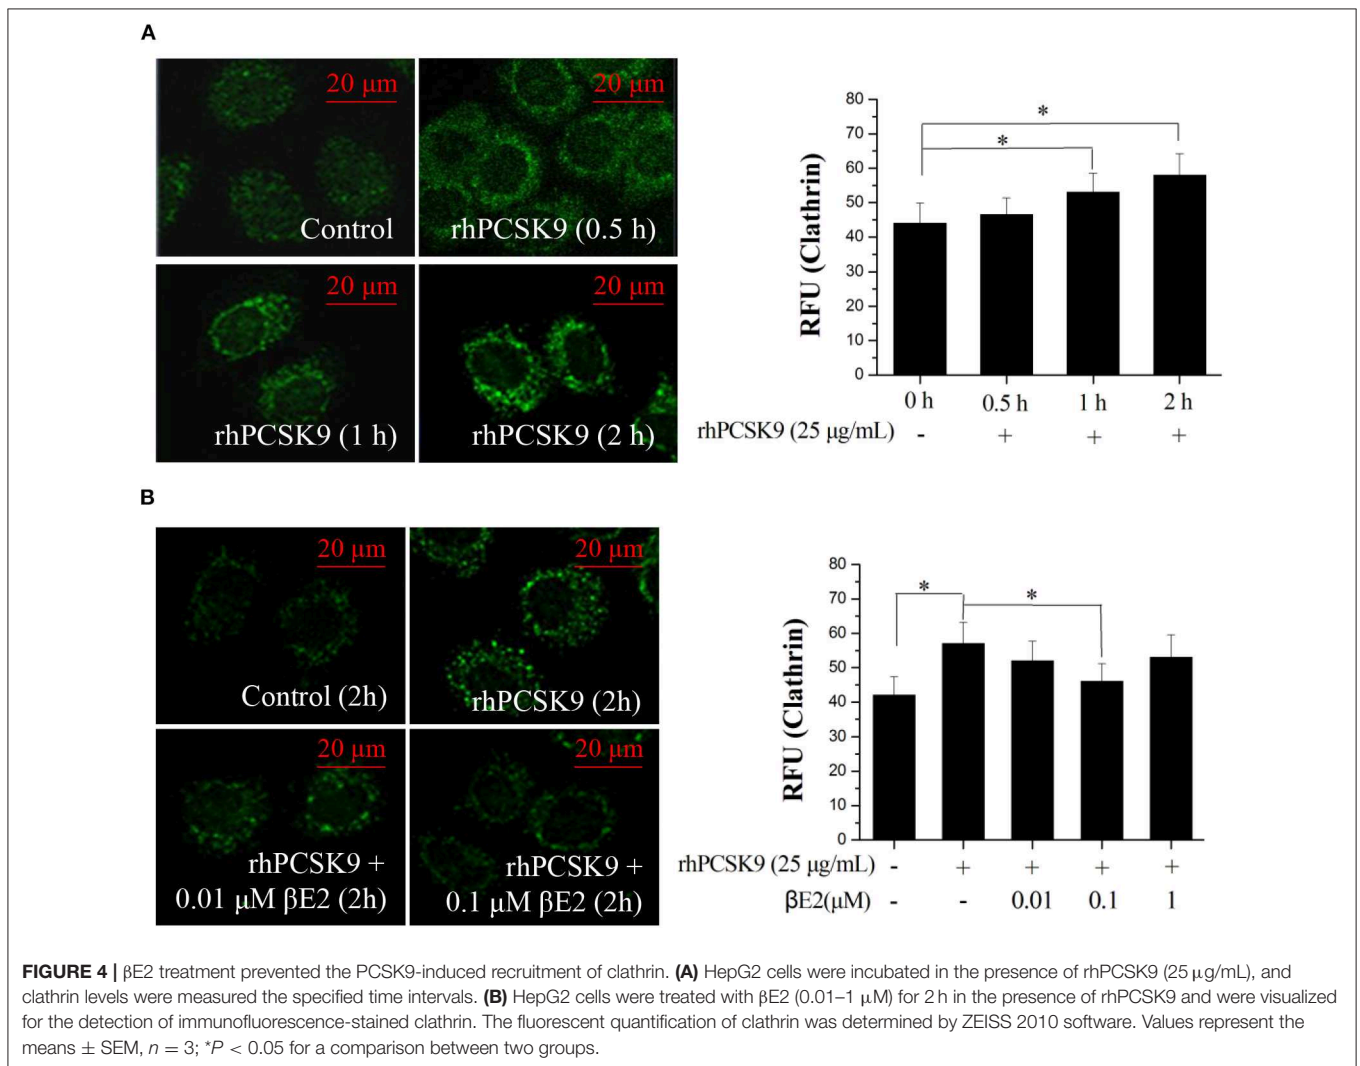 A
20 μm
20 μm
Control
rhPCSK9 (0.5 h)
20 μm
20 μm
rhPCSK9 (1 h)
rhPCSK9 (2 h)
RFU (Clathrin)
80
70
60
50
40
30
20
10
0
*
*
0 h 0.5 h 1 h 2 h
rhPCSK9 (25 μg/mL) - + + +
B
20 μm
20 μm
Control (2h)
rhPCSK9 (2h)
20 μm
20 μm
rhPCSK9 +
0.01 μM βE2 (2h)
rhPCSK9 +
0.1 μM βE2 (2h)
RFU (Clathrin)
80
70
60
50
40
30
20
10
0
*
*
rhPCSK9 (25 μg/mL) - + + + +
βE2(μM) - - 0.01 0.1 1
FIGURE 4 | βE2 treatment prevented the PCSK9-induced recruitment of clathrin. (A) HepG2 cells were incubated in the presence of rhPCSK9 (25 μg/mL), and
clathrin levels were measured the specified time intervals. (B) HepG2 cells were treated with βE2 (0.01–1 μM) for 2 h in the presence of rhPCSK9 and were visualized
for the detection of immunofluorescence-stained clathrin. The fluorescent quantification of clathrin was determined by ZEISS 2010 software. Values represent the
means ± SEM, n = 3; *P < 0.05 for a comparison between two groups.